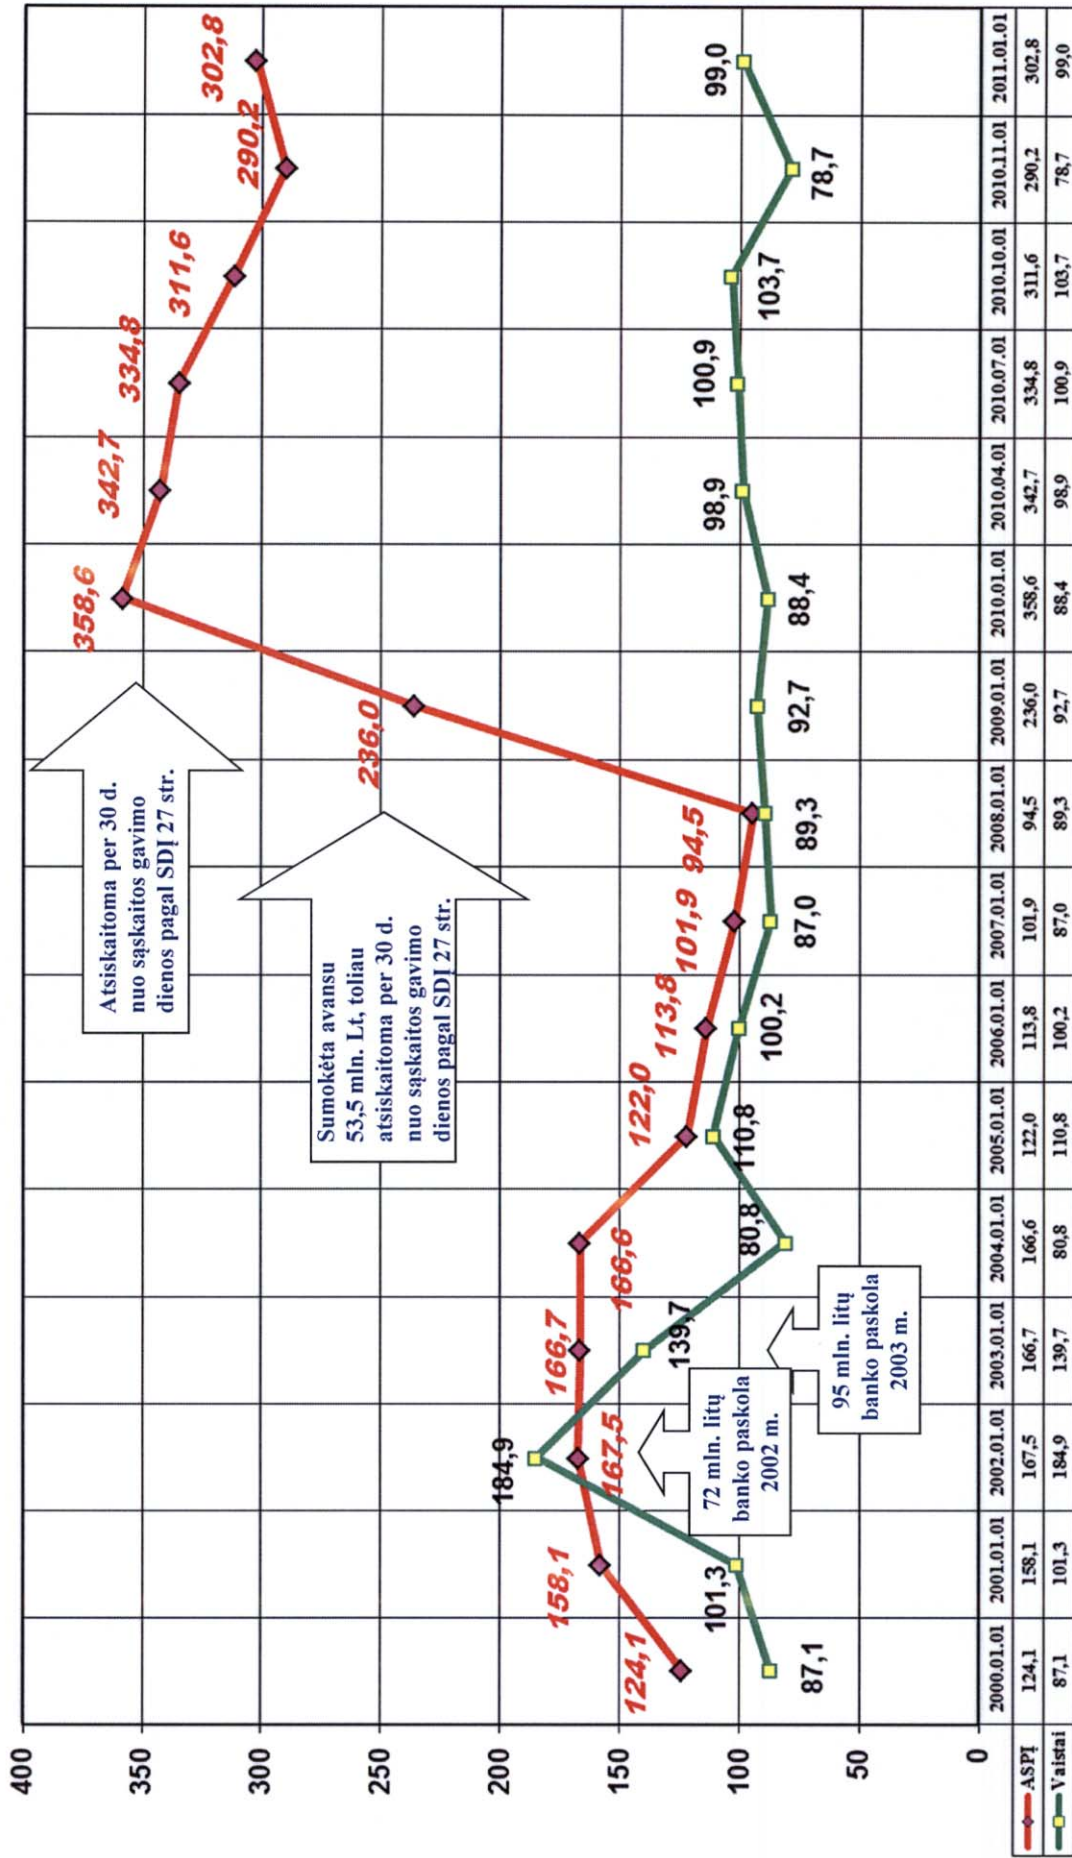 400
350
300
250
200
150
100
50
0
124,1
158,1
167,5
166,7
166,6
122,0
113,8
101,9
94,5
236,0
358,6
342,7
334,8
311,6
290,2
302,8
87,1
101,3
184,9
139,7
80,8
110,8
100,2
87,0
89,3
92,7
88,4
98,9
100,9
103,7
78,7
99,0
Atsiskaitoma per 30 d.
nuo sąskaitos gavimo
dienos pagal SDĮ 27 str.
Sumokėta avansu
53,5 mln. Lt, toliau
atsiskaitoma per 30 d.
nuo sąskaitos gavimo
dienos pagal SDĮ 27 str.
72 mln. litų
banko paskola
2002 m.
95 mln. litų
banko paskola
2003 m.
2000.01.01 2001.01.01 2002.01.01 2003.01.01 2004.01.01 2005.01.01 2006.01.01 2007.01.01 2008.01.01 2009.01.01 2010.01.01 2010.04.01 2010.07.01 2010.10.01 2010.11.01 2011.01.01
ASPĮ 124,1 158,1 167,5 166,7 166,6 122,0 113,8 101,9 94,5 236,0 358,6 342,7 334,8 311,6 290,2 302,8
Vaistai 87,1 101,3 184,9 139,7 80,8 110,8 100,2 87,0 89,3 92,7 88,4 98,9 100,9 103,7 78,7 99,0